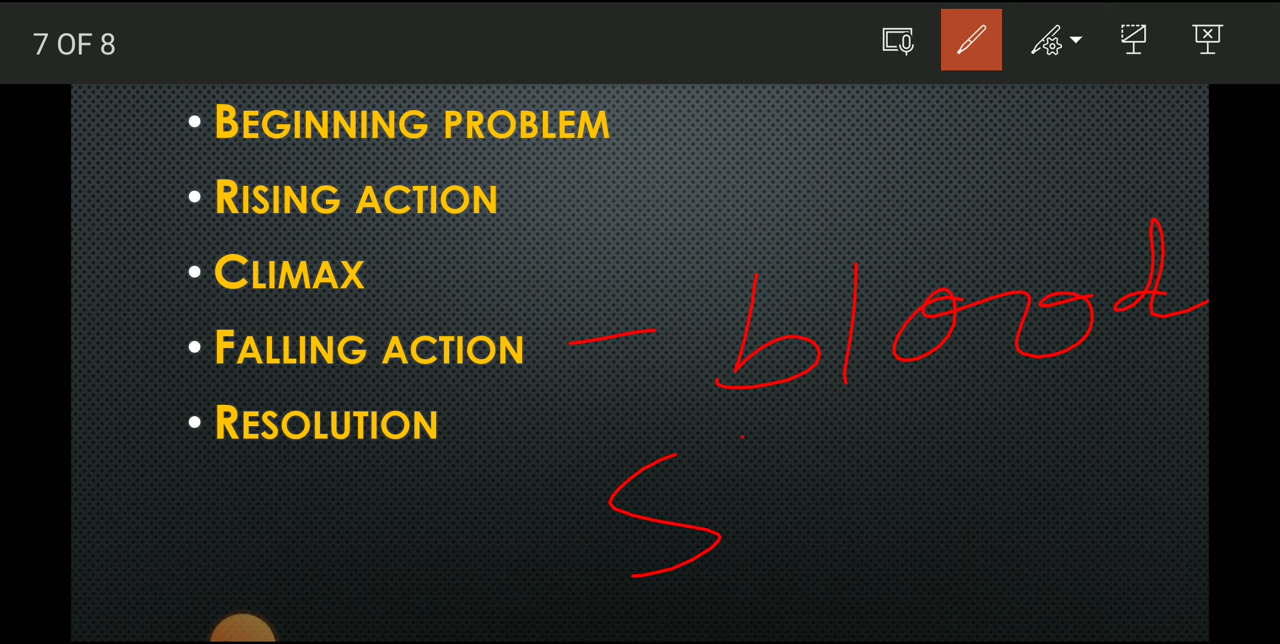 7 OF 8
• BEGINNING PROBLEM
• RISING ACTION
• CLIMAX
• FALLING ACTION — blood
• RESOLUTION
S